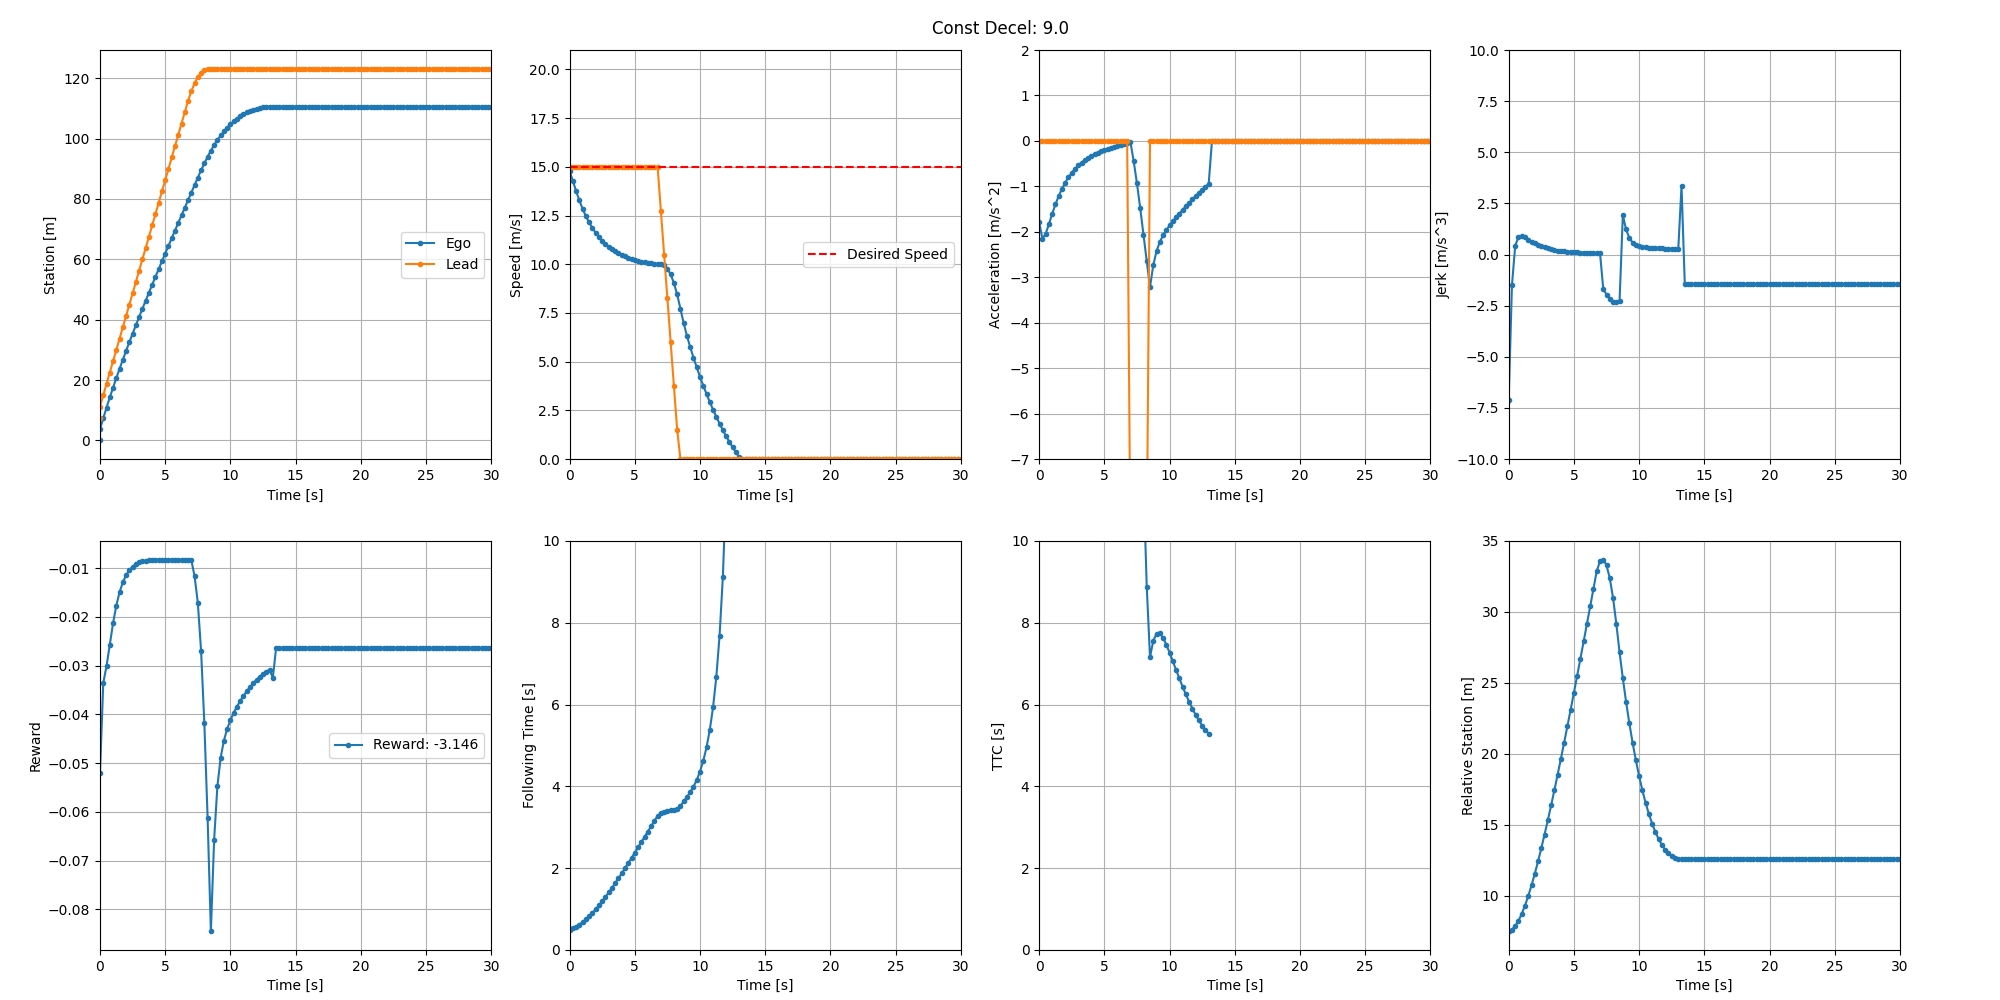 Const Decel: 9.0
Station [m]
120
100
80
60
40
20
0
Ego
Lead
0 5 10 15 20 25 30
Time [s]
Speed [m/s]
20.0
17.5
15.0
12.5
10.0
7.5
5.0
2.5
0.0
Desired Speed
0 5 10 15 20 25 30
Time [s]
Acceleration [m/s^2]
2
1
0
−1
−2
−3
−4
−5
−6
−7
0 5 10 15 20 25 30
Time [s]
Jerk [m/s^3]
10.0
7.5
5.0
2.5
0.0
−2.5
−5.0
−7.5
−10.0
0 5 10 15 20 25 30
Time [s]
Reward
−0.01
−0.02
−0.03
−0.04
−0.05
−0.06
−0.07
−0.08
Reward: -3.146
0 5 10 15 20 25 30
Time [s]
Following Time [s]
10
8
6
4
2
0
0 5 10 15 20 25 30
Time [s]
TTC [s]
10
8
6
4
2
0
0 5 10 15 20 25 30
Time [s]
Relative Station [m]
35
30
25
20
15
10
0 5 10 15 20 25 30
Time [s]